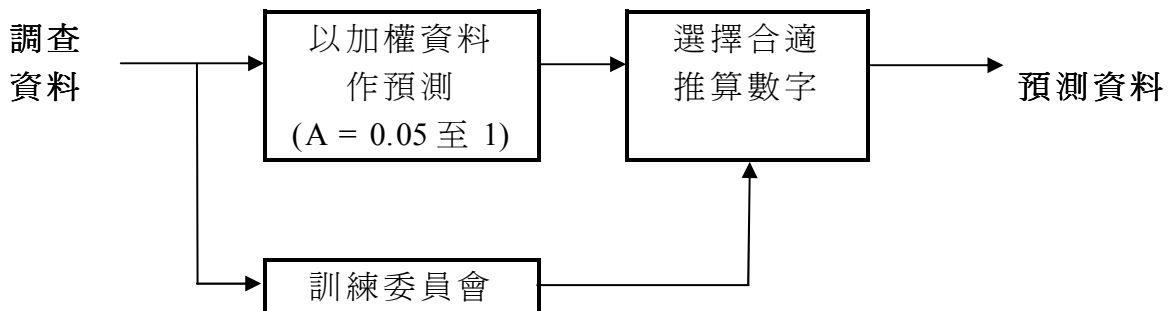 調查
資料
以加權資料
作預測
(A = 0.05 至 1)
選擇合適
推算數字
預測資料
訓練委員會